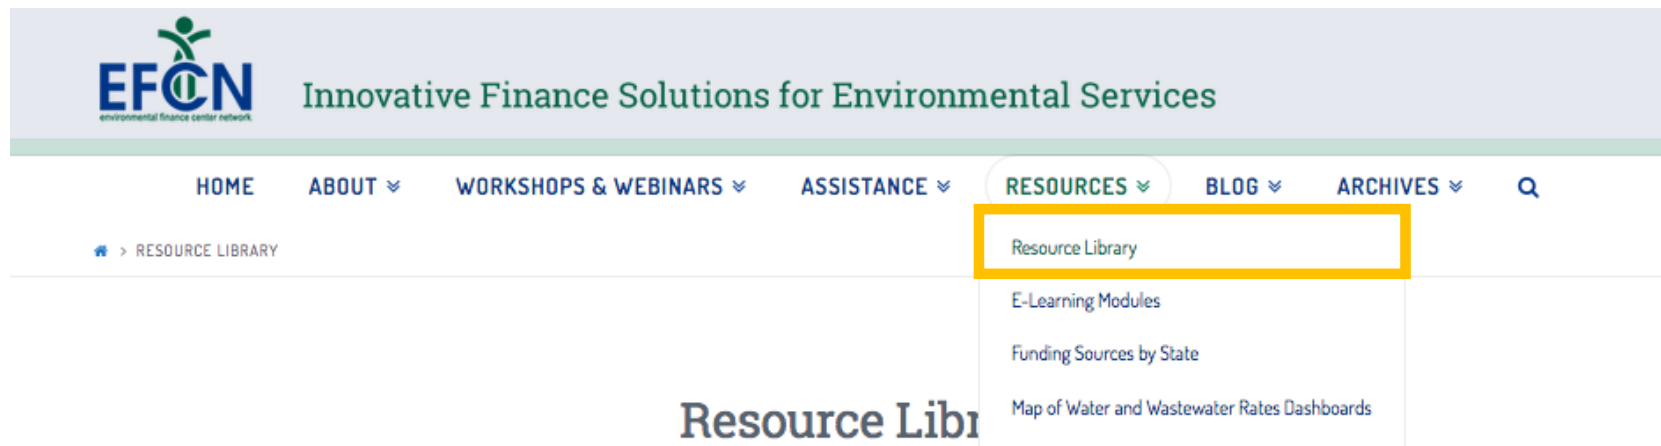 EFCN
environmental finance center network
Innovative Finance Solutions for Environmental Services
HOME ABOUT WORKSHOPS & WEBINARS ASSISTANCE RESOURCES BLOG ARCHIVES
> RESOURCE LIBRARY
Resource Library
E-Learning Modules
Funding Sources by State
Map of Water and Wastewater Rates Dashboards
Resource Libr